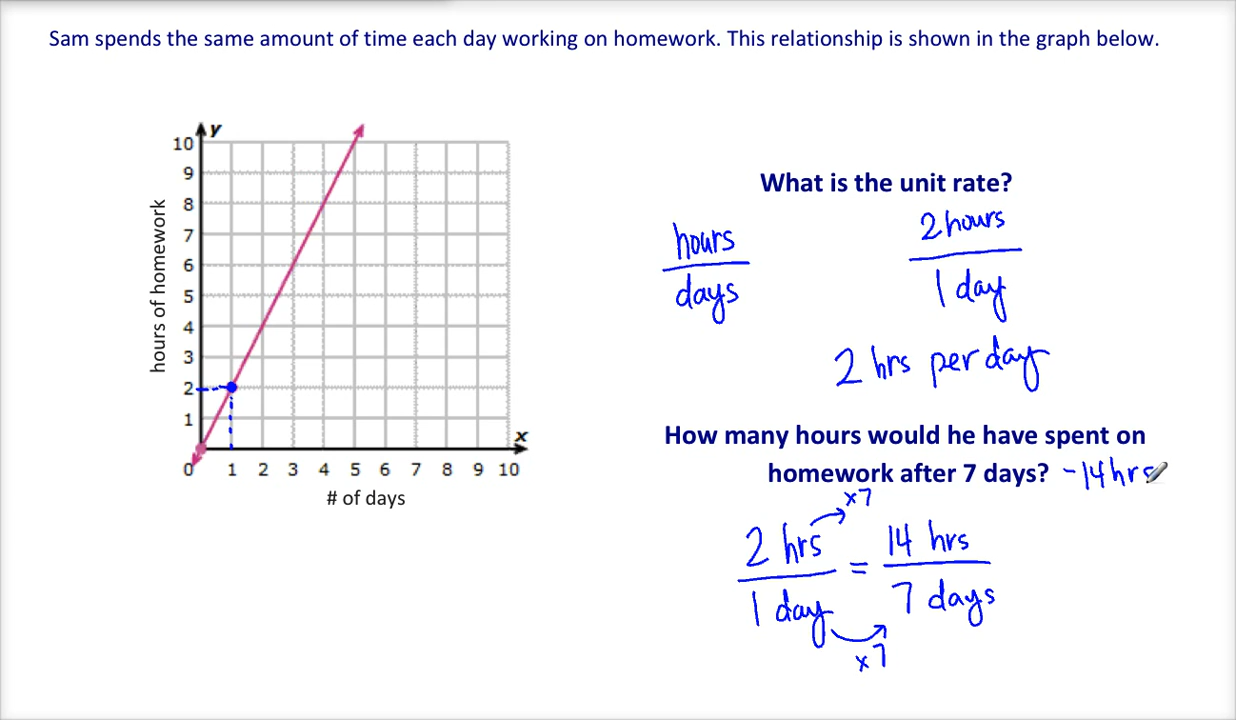 Sam spends the same amount of time each day working on homework. This relationship is shown in the graph below.
y
10
9
8
7
6
5
4
3
2
1
hours of homework
x
0 1 2 3 4 5 6 7 8 9 10
# of days
What is the unit rate?
hours
days
2 hours
1 day
2 hrs per day
How many hours would he have spent on
homework after 7 days? - 14 hrs
x7
2 hrs = 14 hrs
1 day 7 days
x7